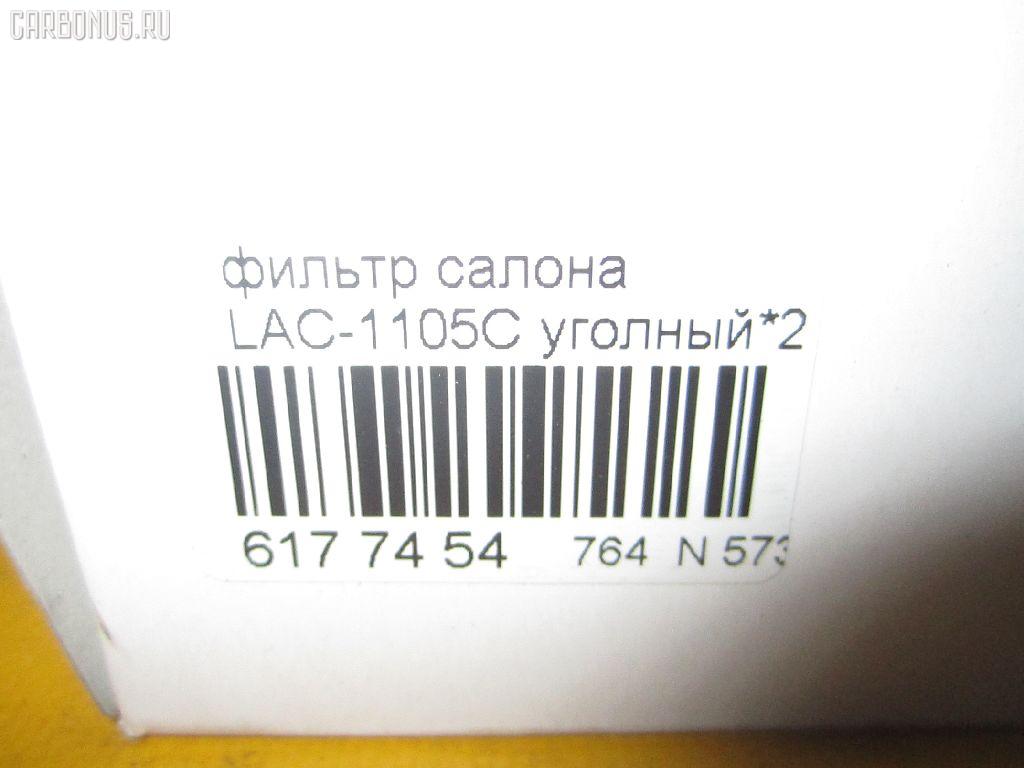 CARBONUS.RU
фильтр салона
LAC-1105C уголный*2
617 74 54 764 N 573